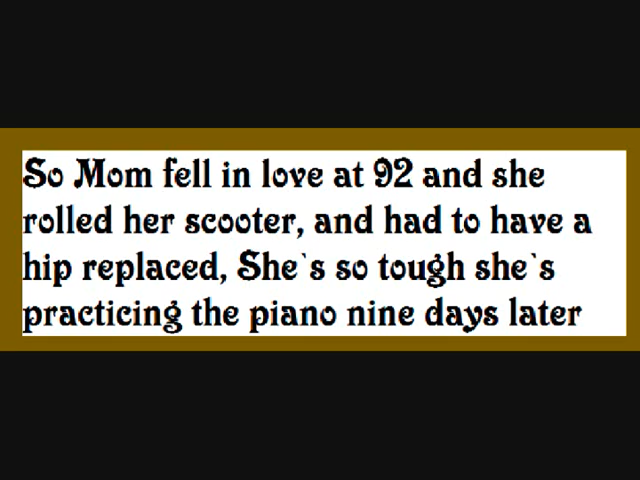 So Mom fell in love at 92 and she
rolled her scooter, and had to have a
hip replaced, She`s so tough she`s
practicing the piano nine days later